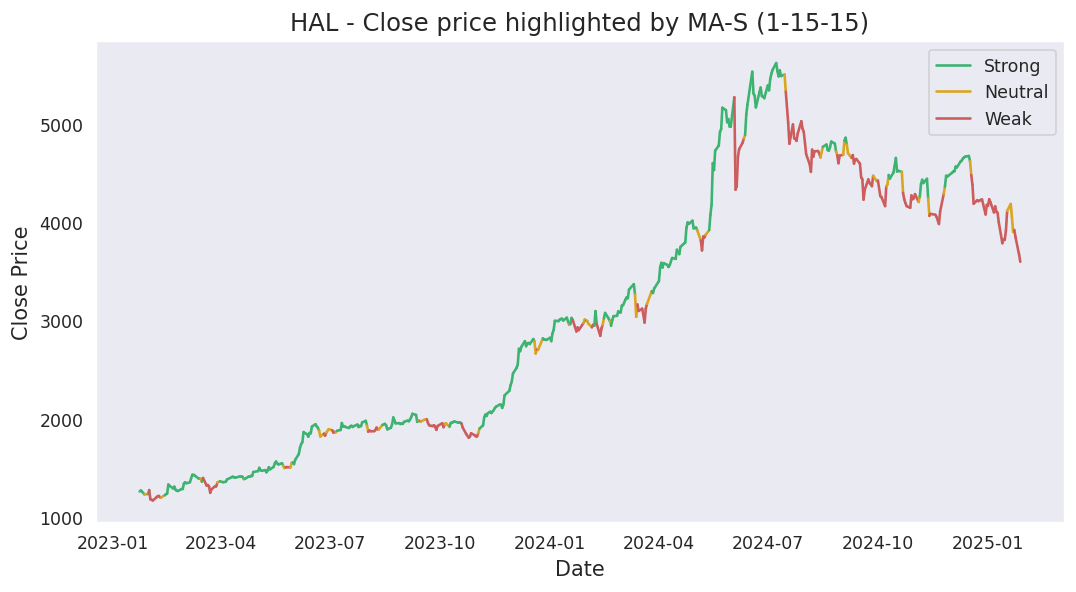 HAL - Close price highlighted by MA-S (1-15-15)
Strong
Neutral
Weak
Close Price
5000
4000
3000
2000
1000
2023-01 2023-04 2023-07 2023-10 2024-01 2024-04 2024-07 2024-10 2025-01
Date